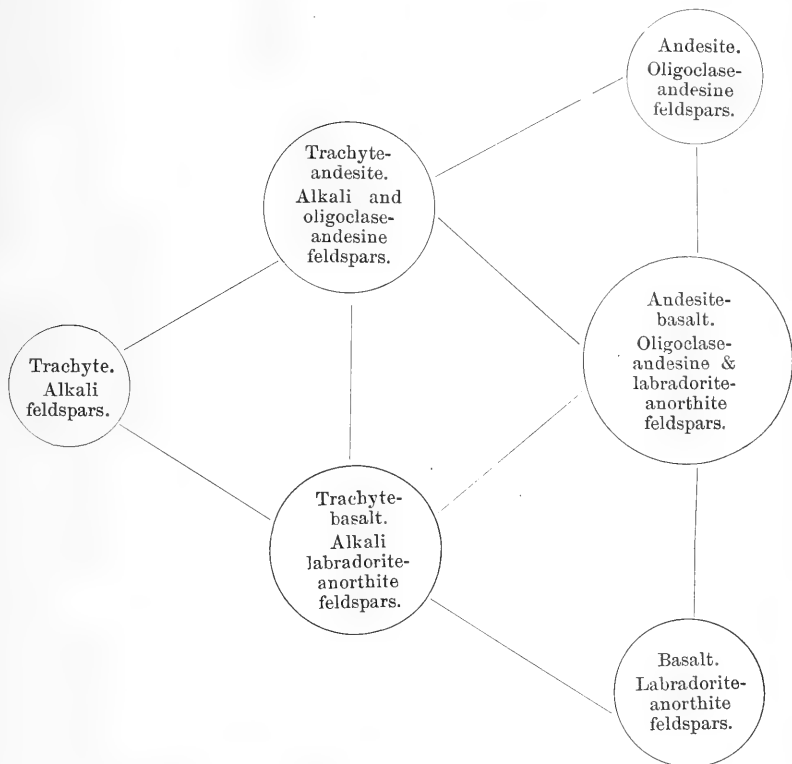 Andesite.
Oligoclase-
andesine
feldspars.
Trachyte-
andesite.
Alkali and
oligoclase-
andesine
feldspars.
Andesite-
basalt.
Oligoclase-
andesine &
labradorite-
anorthite
feldspars.
Trachyte.
Alkali
feldspars.
Trachyte-
basalt.
Alkali
labradorite-
anorthite
feldspars.
Basalt.
Labradorite-
anorthite
feldspars.